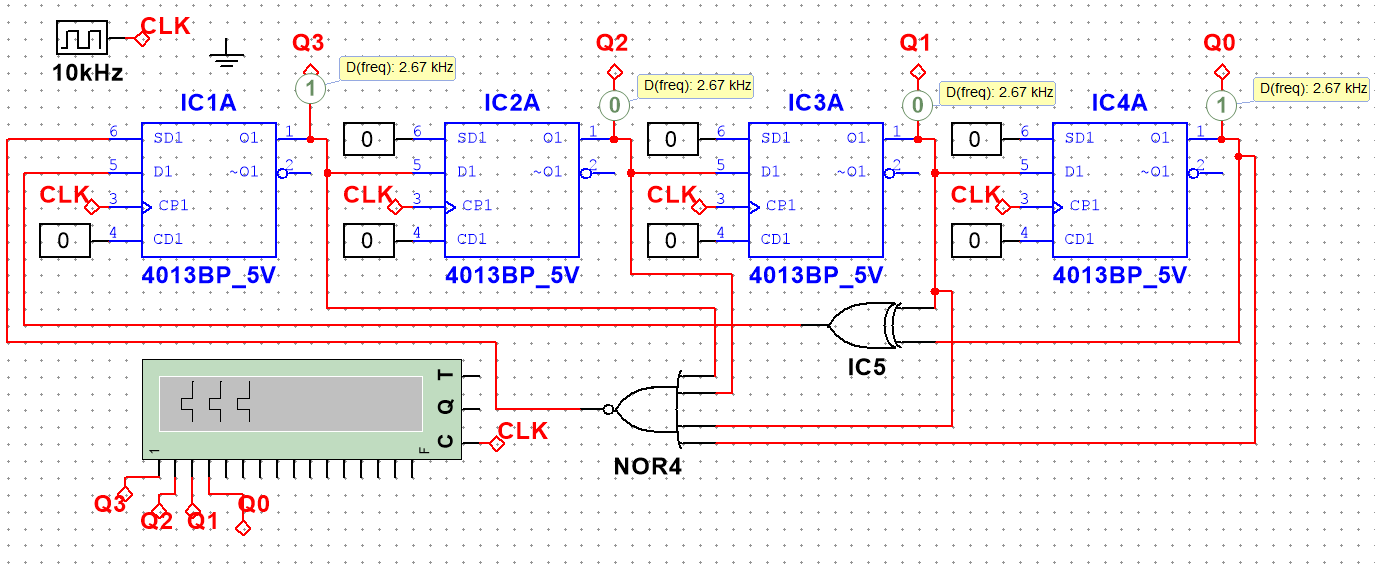 CLK
10kHz
Q3
D(freq): 2.67 kHz
1
Q2
D(freq): 2.67 kHz
0
Q1
D(freq): 2.67 kHz
0
Q0
D(freq): 2.67 kHz
1
IC1A
6 SD1 Q1 1
5 D1 ~Q1 2
CLK 3 CP1
0 4 CD1
4013BP_5V
IC2A
0 6 SD1 Q1 1
5 D1 ~Q1 2
CLK 3 CP1
0 4 CD1
4013BP_5V
IC3A
0 6 SD1 Q1 1
5 D1 ~Q1 2
CLK 3 CP1
0 4 CD1
4013BP_5V
IC4A
0 6 SD1 Q1 1
5 D1 ~Q1 2
CLK 3 CP1
0 4 CD1
4013BP_5V
IC5
NOR4
T
Q
C
CLK
1 F
Q3
Q2
Q1
Q0